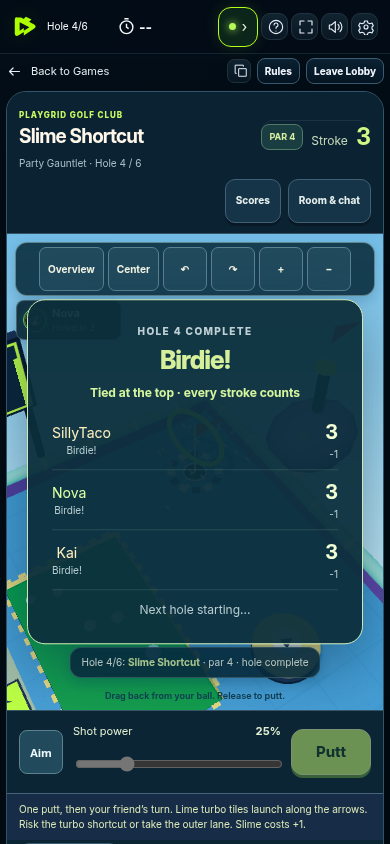 Hole 4/6
--
Back to Games
Rules
Leave Lobby
PLAYGRID GOLF CLUB
Slime Shortcut
PAR 4
Stroke 3
Party Gauntlet · Hole 4 / 6
Scores
Room & chat
Overview
Center
↶
↷
+
−
Nova
HOLE 4 COMPLETE
Birdie!
Tied at the top · every stroke counts
SillyTaco
3
Birdie!
-1
Nova
3
Birdie!
-1
Kai
3
Birdie!
-1
Next hole starting...
Hole 4/6: Slime Shortcut · par 4 · hole complete
Drag back from your ball. Release to putt.
Aim
Shot power
25%
Putt
One putt, then your friend's turn. Lime turbo tiles launch along the arrows.
Risk the turbo shortcut or take the outer lane. Slime costs +1.